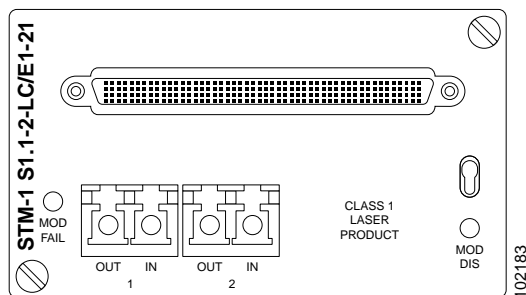 STM-1 S1.1-2-LC/E1-21
MOD
FAIL
OUT IN OUT IN
1 2
CLASS 1
LASER
PRODUCT
MOD
DIS
102183